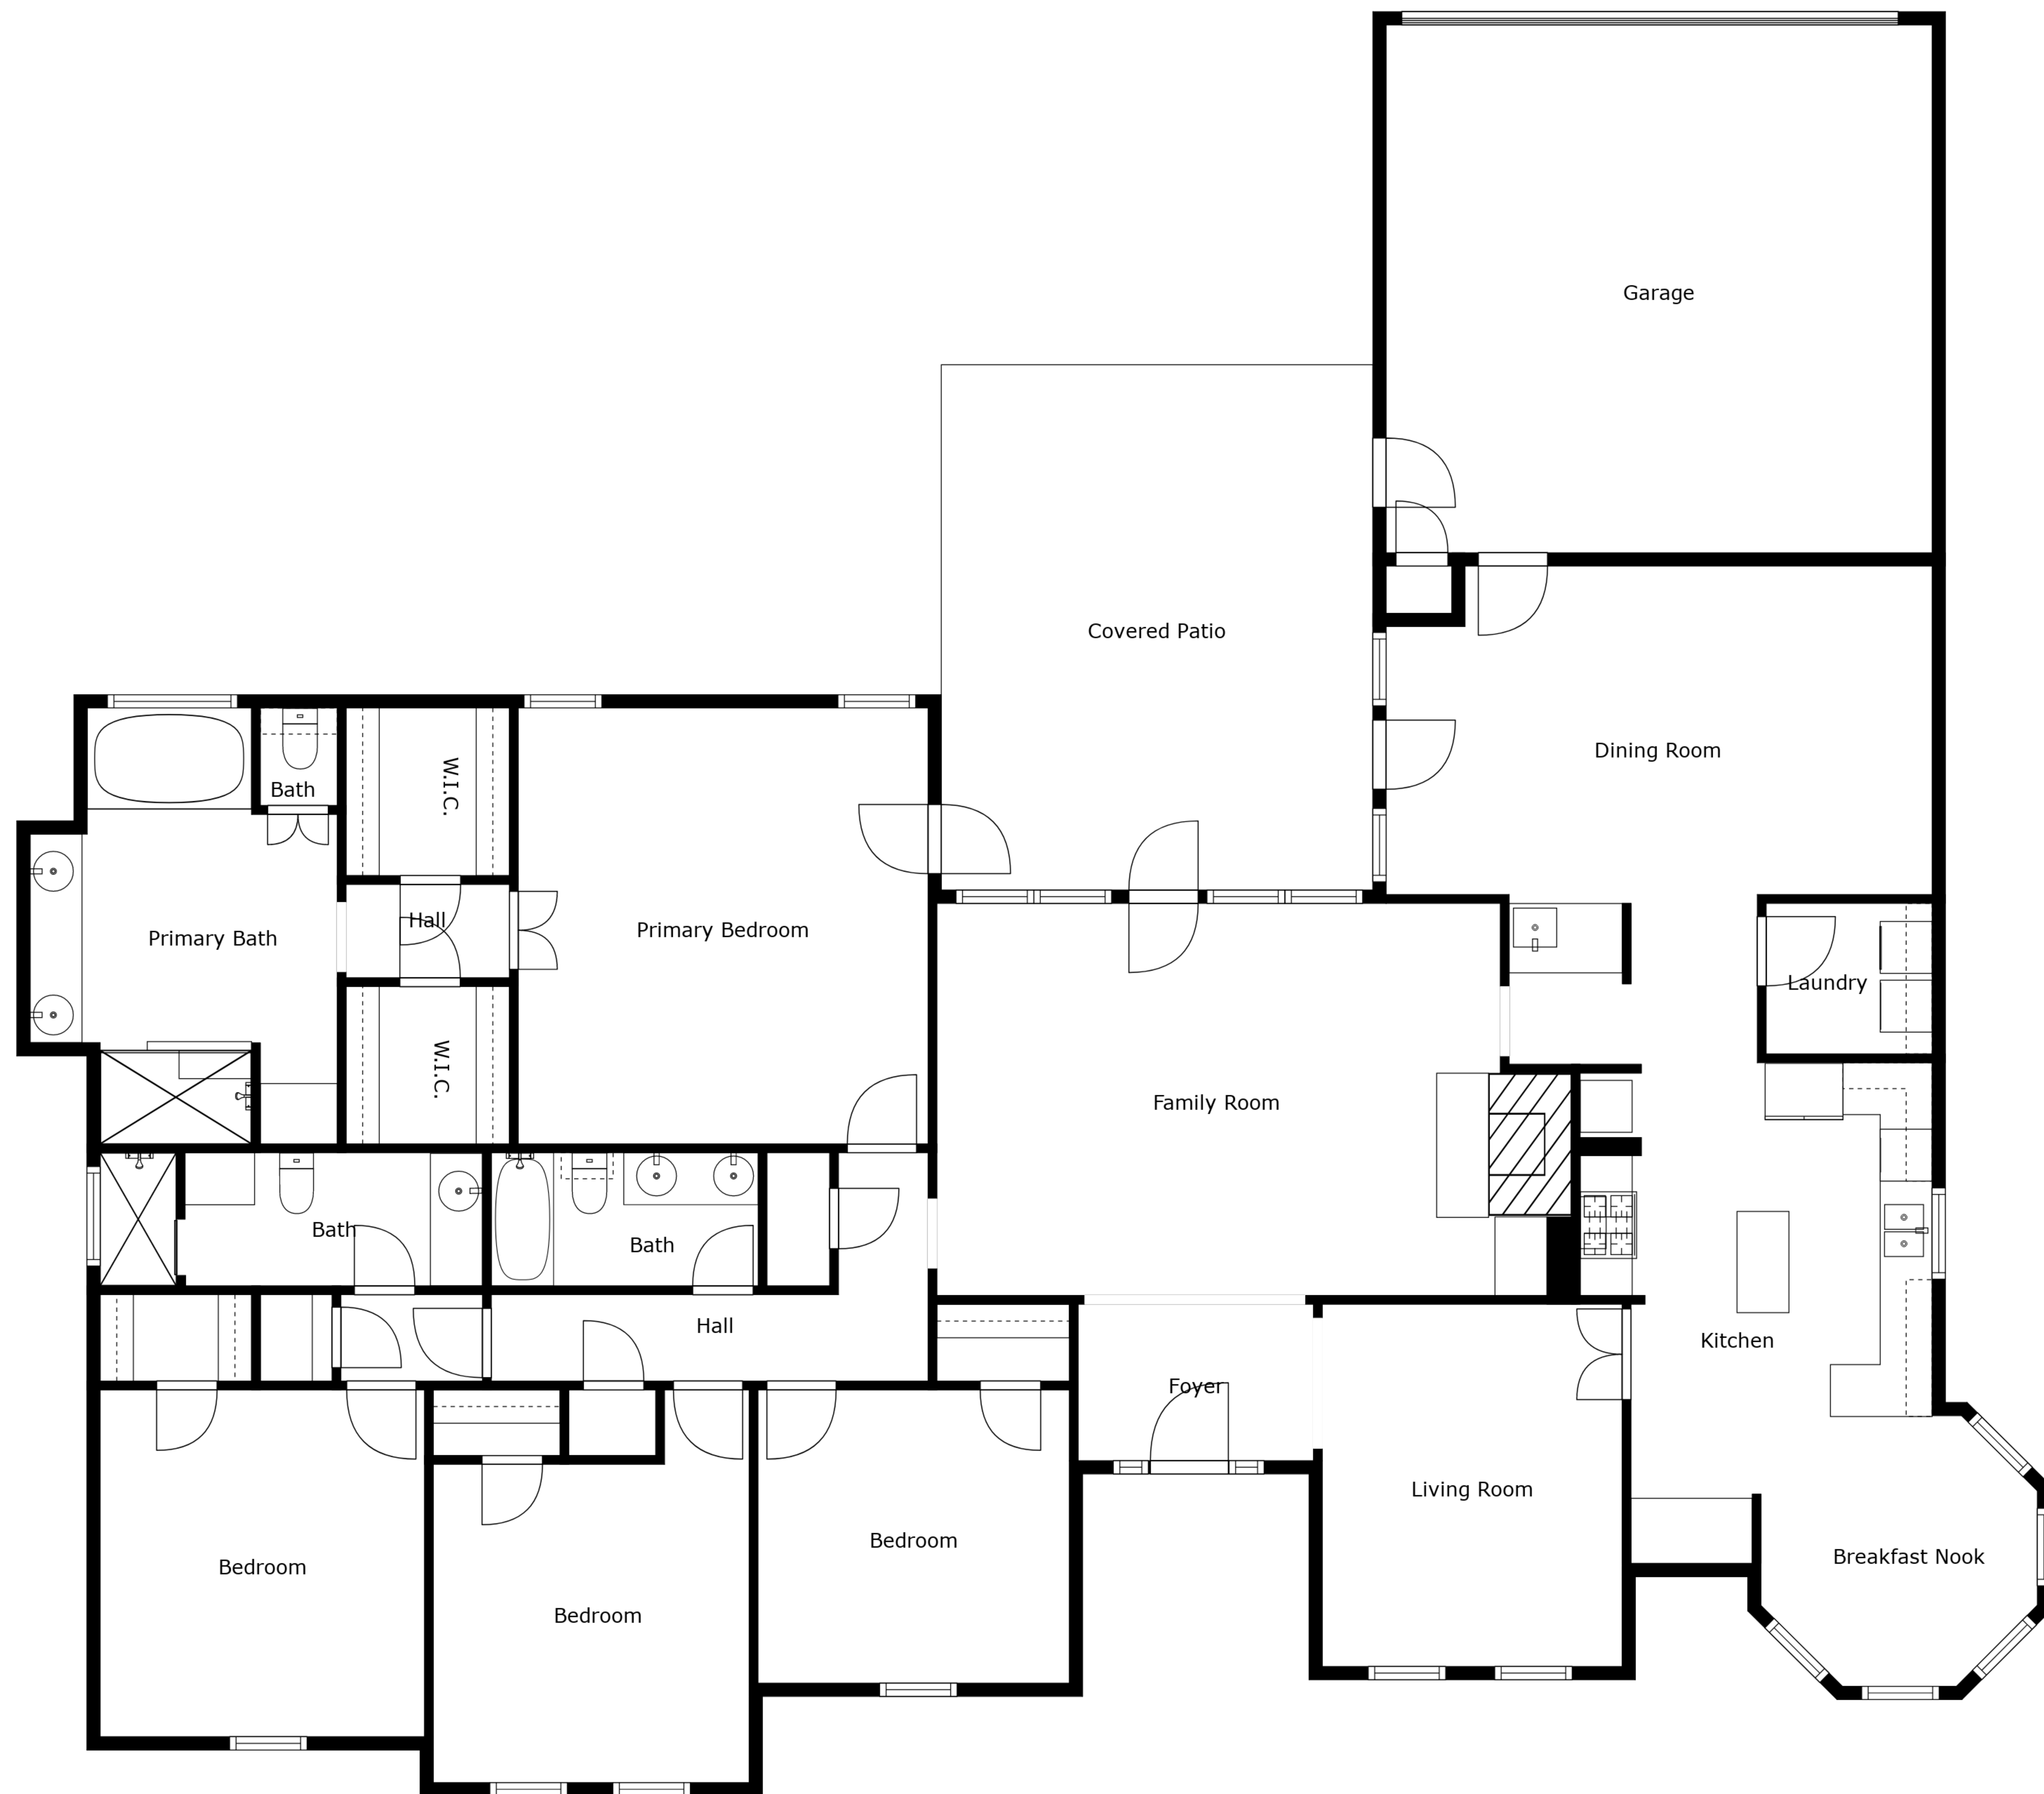 Garage
Covered Patio
Dining Room
Bath
W.I.C.
Hall
Primary Bath
Primary Bedroom
Laundry
W.I.C.
Family Room
Bath
Bath
Hall
Kitchen
Foyer
Living Room
Bedroom
Breakfast Nook
Bedroom
Bedroom